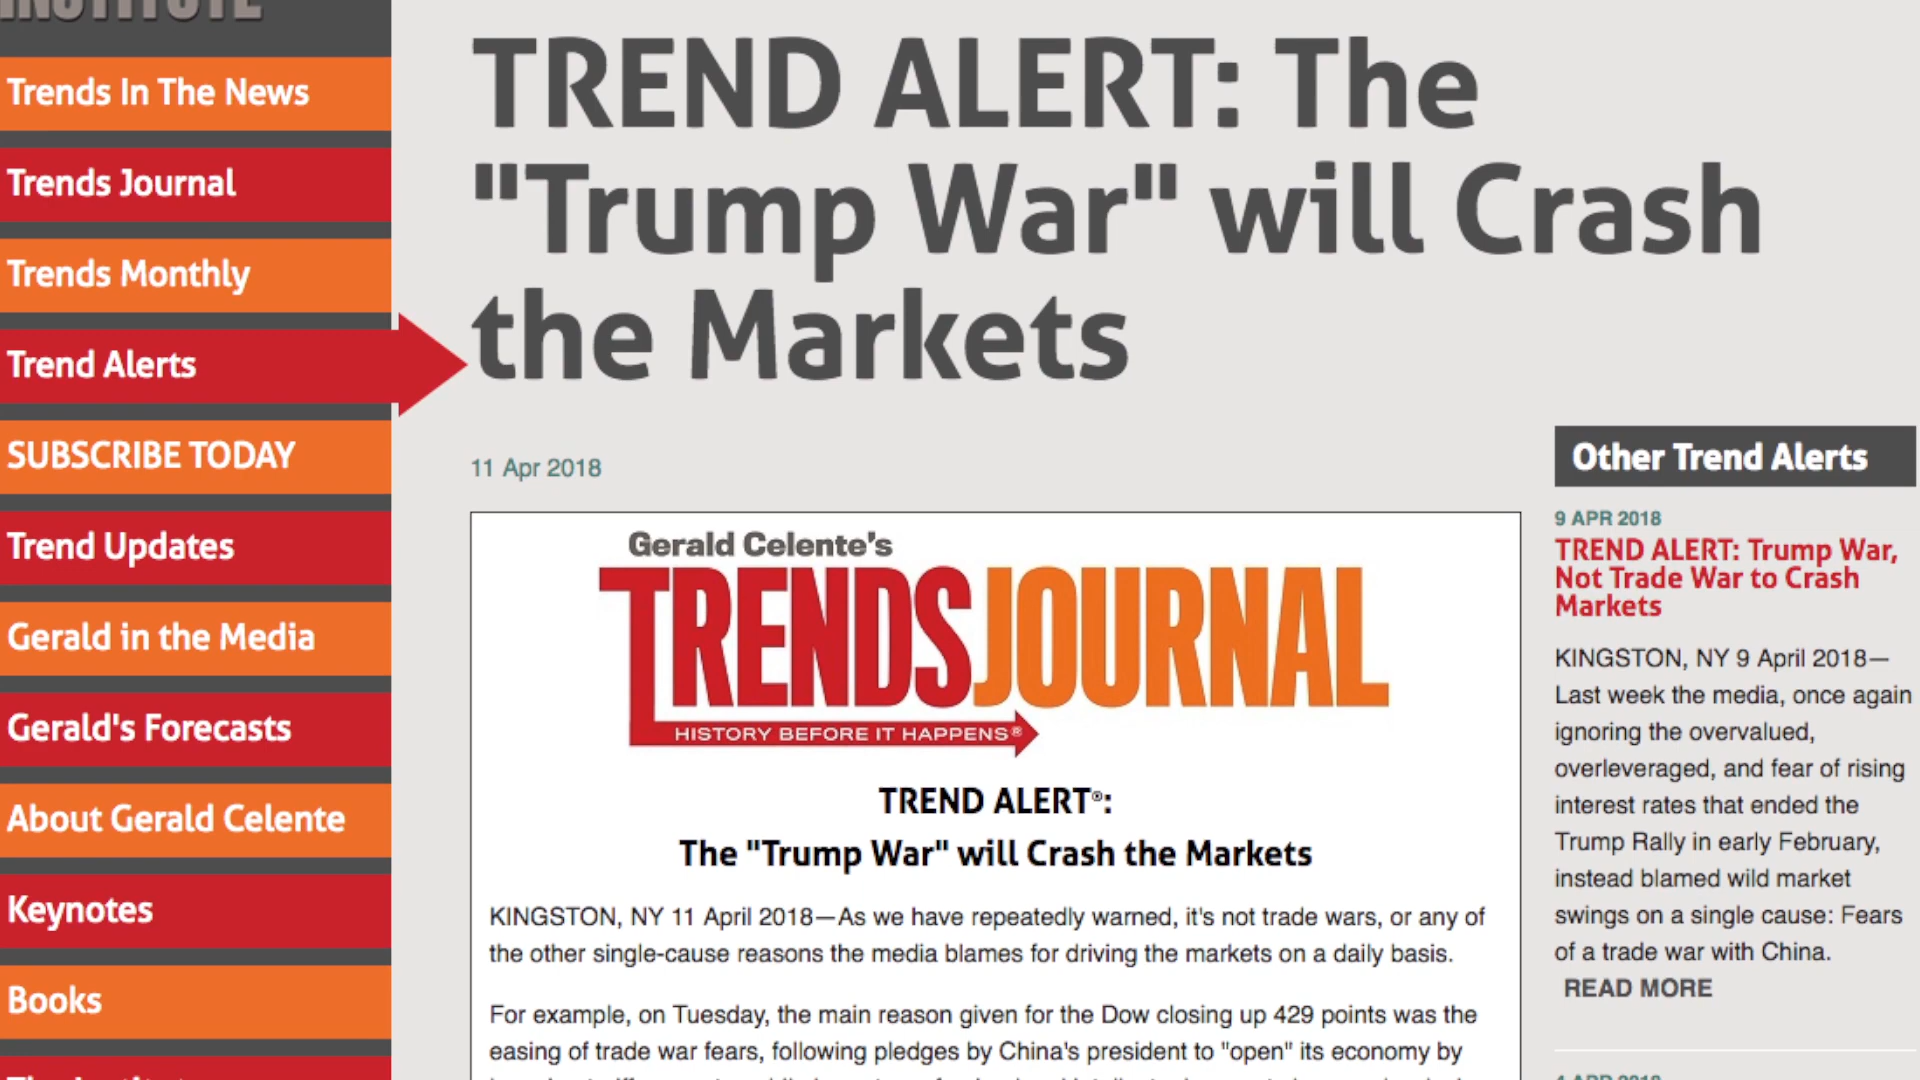 INSTITUTE
Trends In The News
Trends Journal
Trends Monthly
Trend Alerts
SUBSCRIBE TODAY
Trend Updates
Gerald in the Media
Gerald's Forecasts
About Gerald Celente
Keynotes
Books
TREND ALERT: The
"Trump War" will Crash
the Markets
11 Apr 2018
Gerald Celente's
TRENDSJOURNAL
HISTORY BEFORE IT HAPPENS®
TREND ALERT®:
The "Trump War" will Crash the Markets
KINGSTON, NY 11 April 2018—As we have repeatedly warned, it's not trade wars, or any of
the other single-cause reasons the media blames for driving the markets on a daily basis.
For example, on Tuesday, the main reason given for the Dow closing up 429 points was the
easing of trade war fears, following pledges by China's president to "open" its economy by
Other Trend Alerts
9 APR 2018
TREND ALERT: Trump War,
Not Trade War to Crash
Markets
KINGSTON, NY 9 April 2018—
Last week the media, once again
ignoring the overvalued,
overleveraged, and fear of rising
interest rates that ended the
Trump Rally in early February,
instead blamed wild market
swings on a single cause: Fears
of a trade war with China.
READ MORE